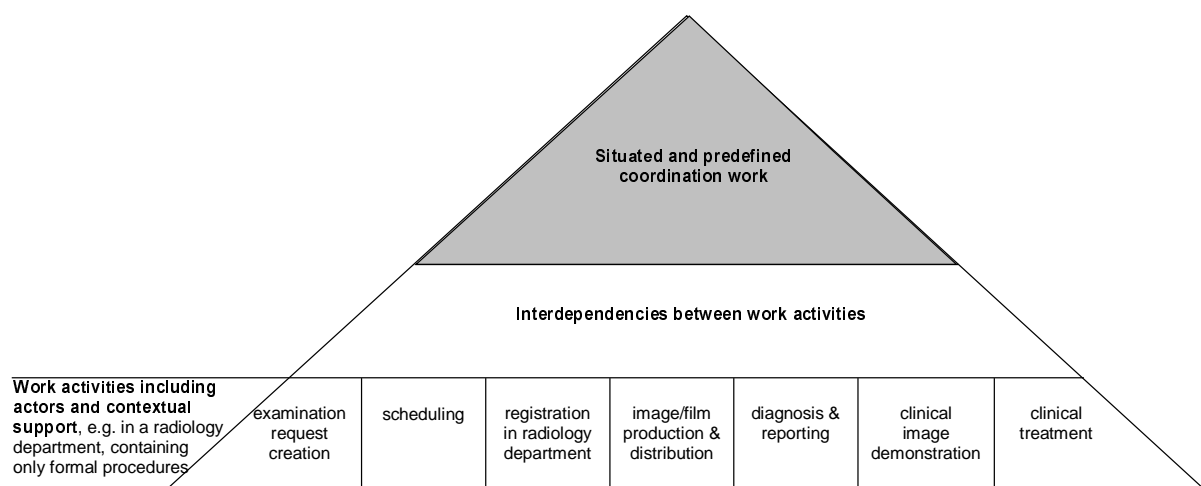 Situated and predefined
coordination work
Interdependencies between work activities
Work activities including
actors and contextual
support, e.g. in a radiology
department, containing
only formal procedures
examination
request
creation
scheduling
registration
in radiology
department
image/film
production &
distribution
diagnosis &
reporting
clinical
image
demonstration
clinical
treatment